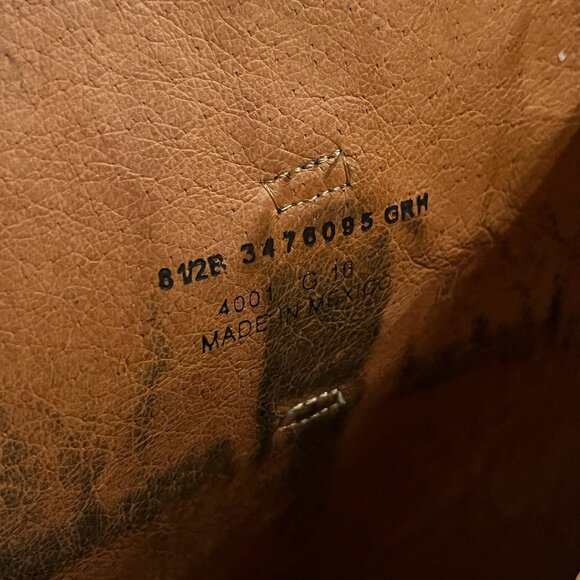 8 1/2B 3476095 GRH
4001 G 16
MADE IN MEXICO